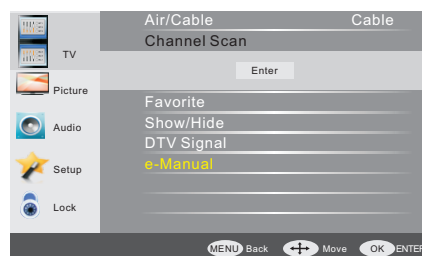 TV
Picture
Audio
Setup
Lock
Air/Cable Cable
Channel Scan
Enter
Favorite
Show/Hide
DTV Signal
e-Manual
MENU Back Move OK ENTER